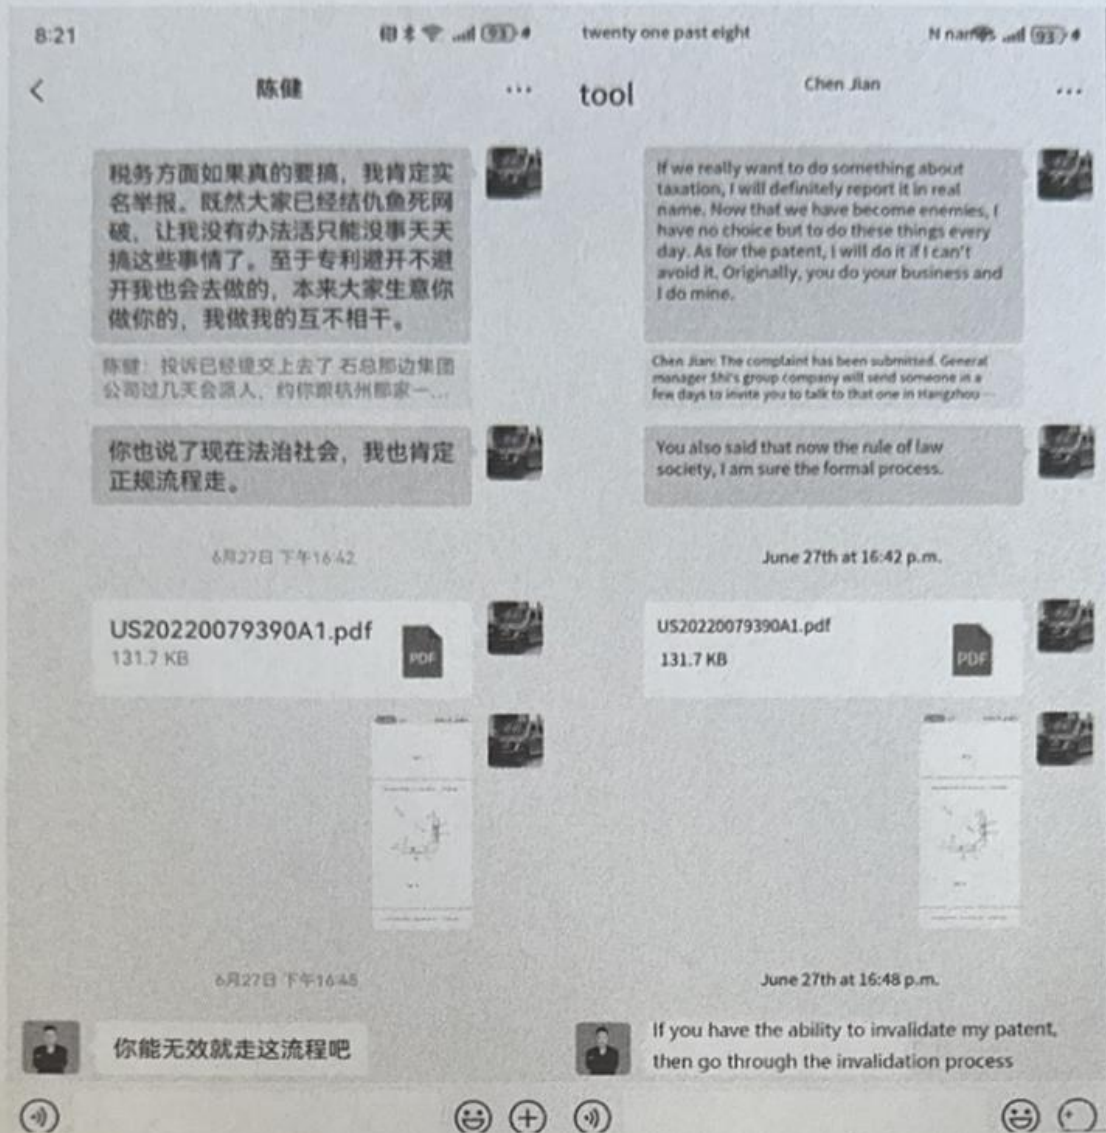 8:21
93
陈健
...
税务方面如果真的要搞，我肯定实
名举报。既然大家已经结仇鱼死网
破，让我没有办法活只能没事天天
搞这些事情了。至于专利避开不避
开我也会去做的，本来大家生意你
做你的，我做我的互不相干。
陈健：投诉已经提交上去了 石总那边集团
公司过几天会派人，约你跟杭州那家一...
你也说了现在法治社会，我也肯定
正规流程走。
6月27日 下午16:42
US20220079390A1.pdf
131.7 KB
PDF
6月27日 下午16:48
你能无效就走这流程吧
twenty one past eight
N names
93
tool
Chen Jian
...
If we really want to do something about
taxation, I will definitely report it in real
name. Now that we have become enemies, I
have no choice but to do these things every
day. As for the patent, I will do it if I can't
avoid it. Originally, you do your business and
I do mine.
Chen Jian: The complaint has been submitted. General
manager Shi's group company will send someone in a
few days to invite you to talk to that one in Hangzhou ...
You also said that now the rule of law
society, I am sure the formal process.
June 27th at 16:42 p.m.
US20220079390A1.pdf
131.7 KB
PDF
June 27th at 16:48 p.m.
If you have the ability to invalidate my patent,
then go through the invalidation process